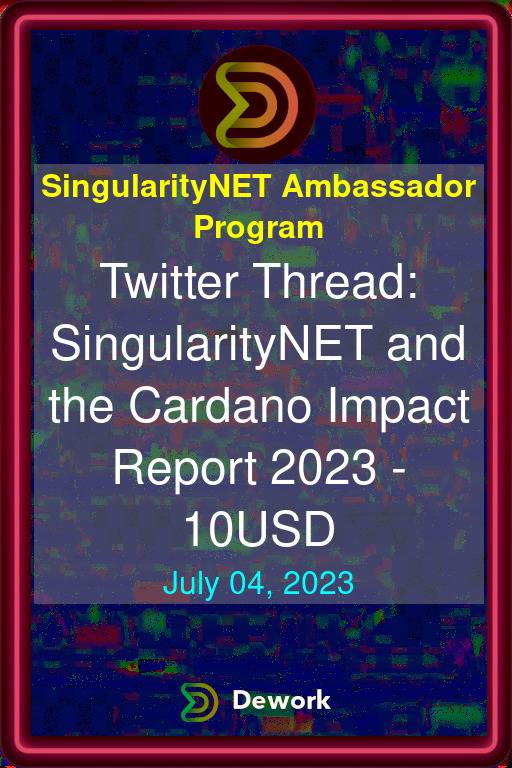 SingularityNET Ambassador
Program
Twitter Thread:
SingularityNET and
the Cardano Impact
Report 2023 -
10USD
July 04, 2023
Dework